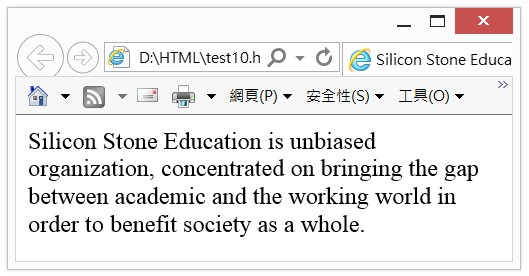 D:\HTML\test10.h
Silicon Stone Educa
網頁(P) 安全性(S) 工具(O)
Silicon Stone Education is unbiased
organization, concentrated on bringing the gap
between academic and the working world in
order to benefit society as a whole.